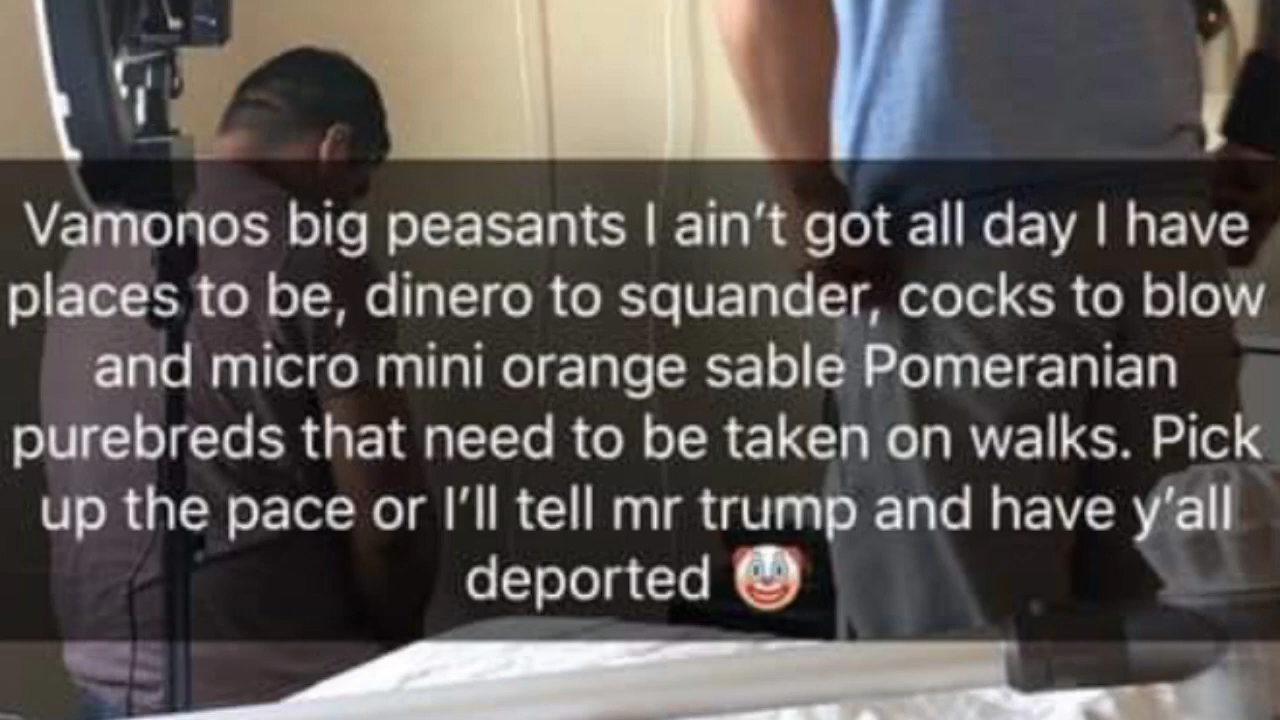 Vamonos big peasants I ain't got all day I have
places to be, dinero to squander, cocks to blow
and micro mini orange sable Pomeranian
purebreds that need to be taken on walks. Pick
up the pace or I'll tell mr trump and have y'all
deported 🤡